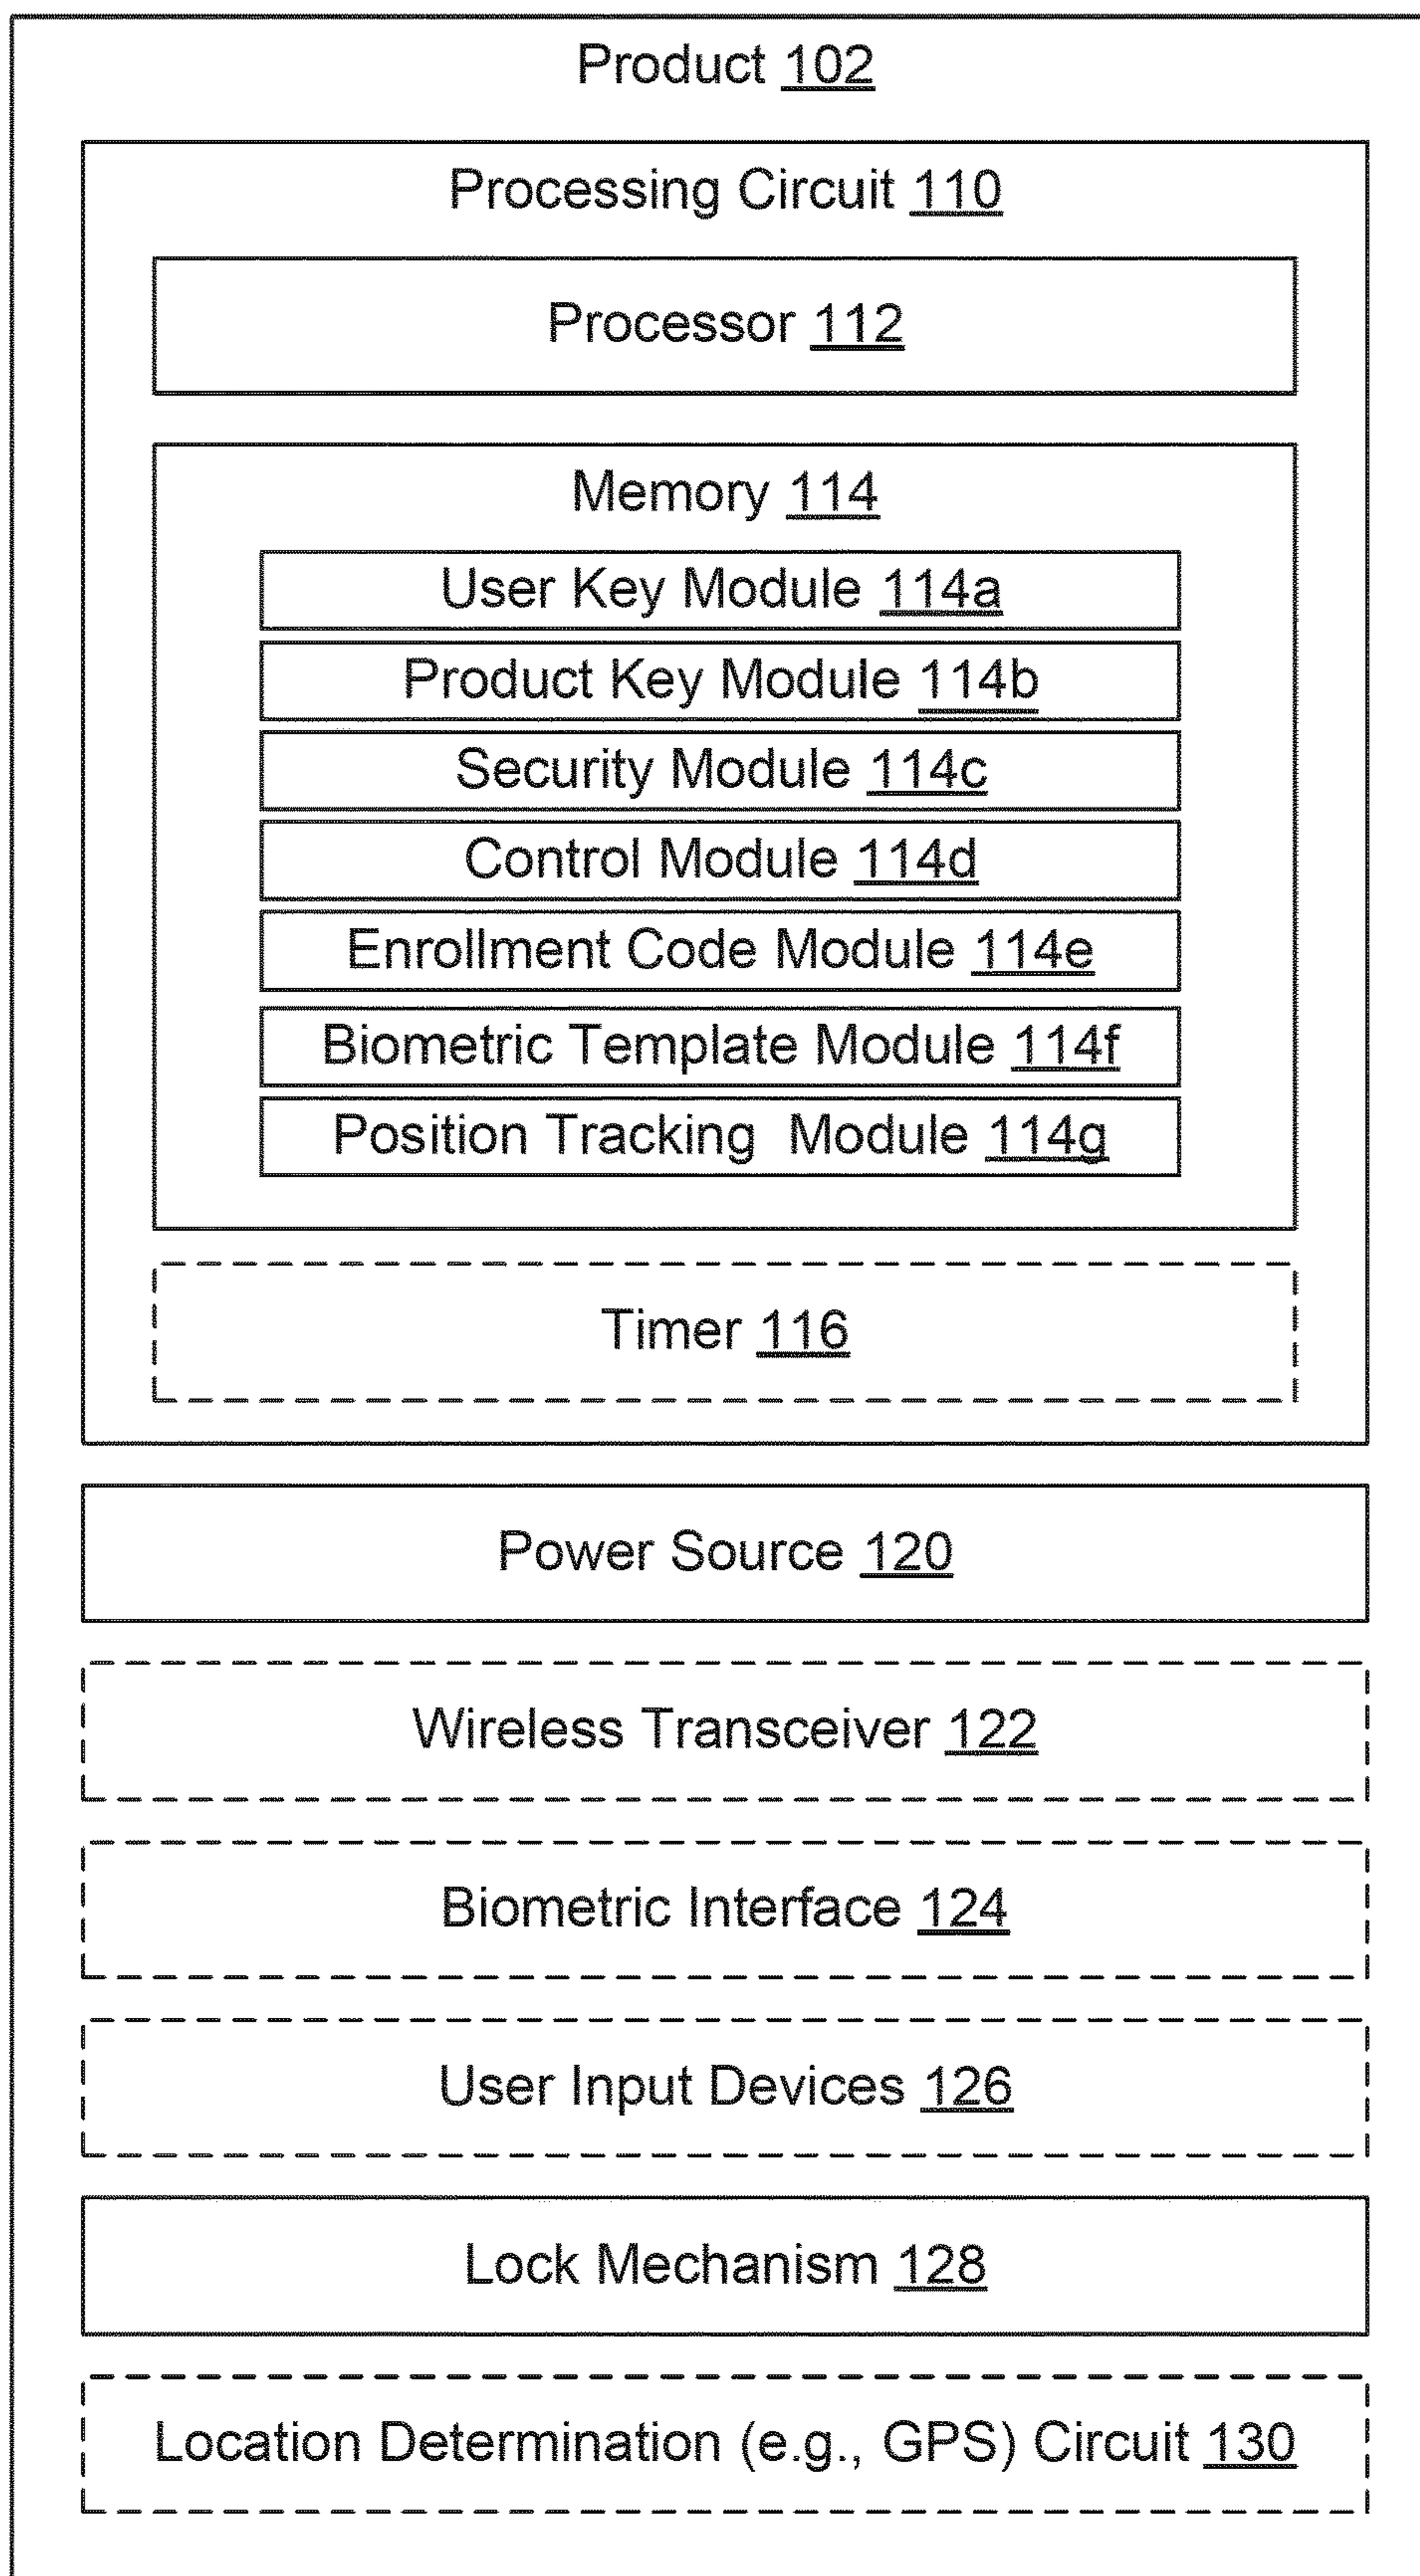 Product 102
Processing Circuit 110
Processor 112
Memory 114
User Key Module 114a
Product Key Module 114b
Security Module 114c
Control Module 114d
Enrollment Code Module 114e
Biometric Template Module 114f
Position Tracking Module 114g
Timer 116
Power Source 120
Wireless Transceiver 122
Biometric Interface 124
User Input Devices 126
Lock Mechanism 128
Location Determination (e.g., GPS) Circuit 130